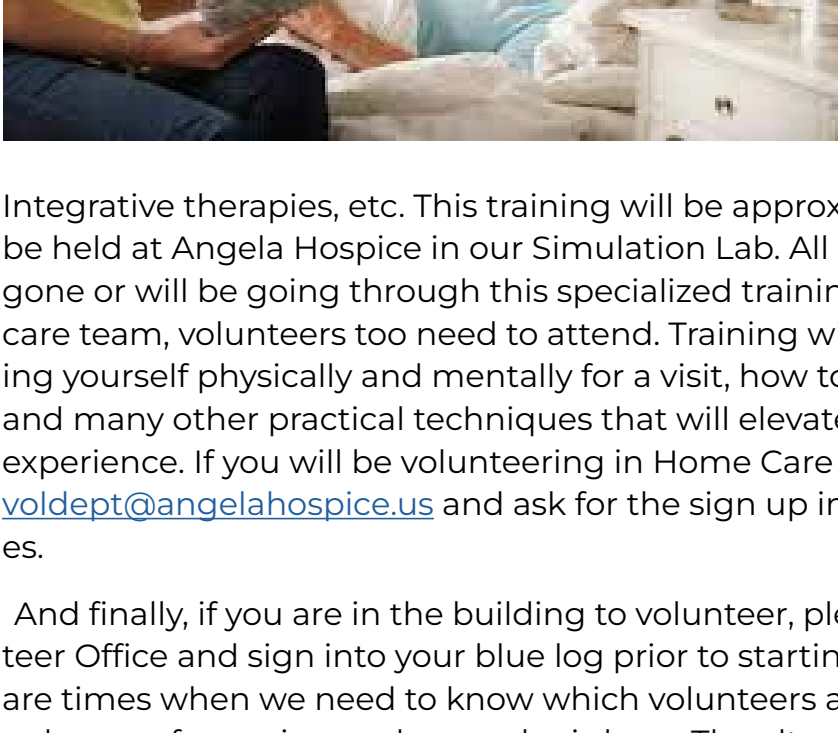 Integrative therapies, etc. This training will be approx
be held at Angela Hospice in our Simulation Lab. All
gone or will be going through this specialized trainin
care team, volunteers too need to attend. Training wi
ing yourself physically and mentally for a visit, how to
and many other practical techniques that will elevate
experience. If you will be volunteering in Home Care
voldept@angelahospice.us and ask for the sign up in
es.
And finally, if you are in the building to volunteer, ple
teer Office and sign into your blue log prior to startin
are times when we need to know which volunteers a